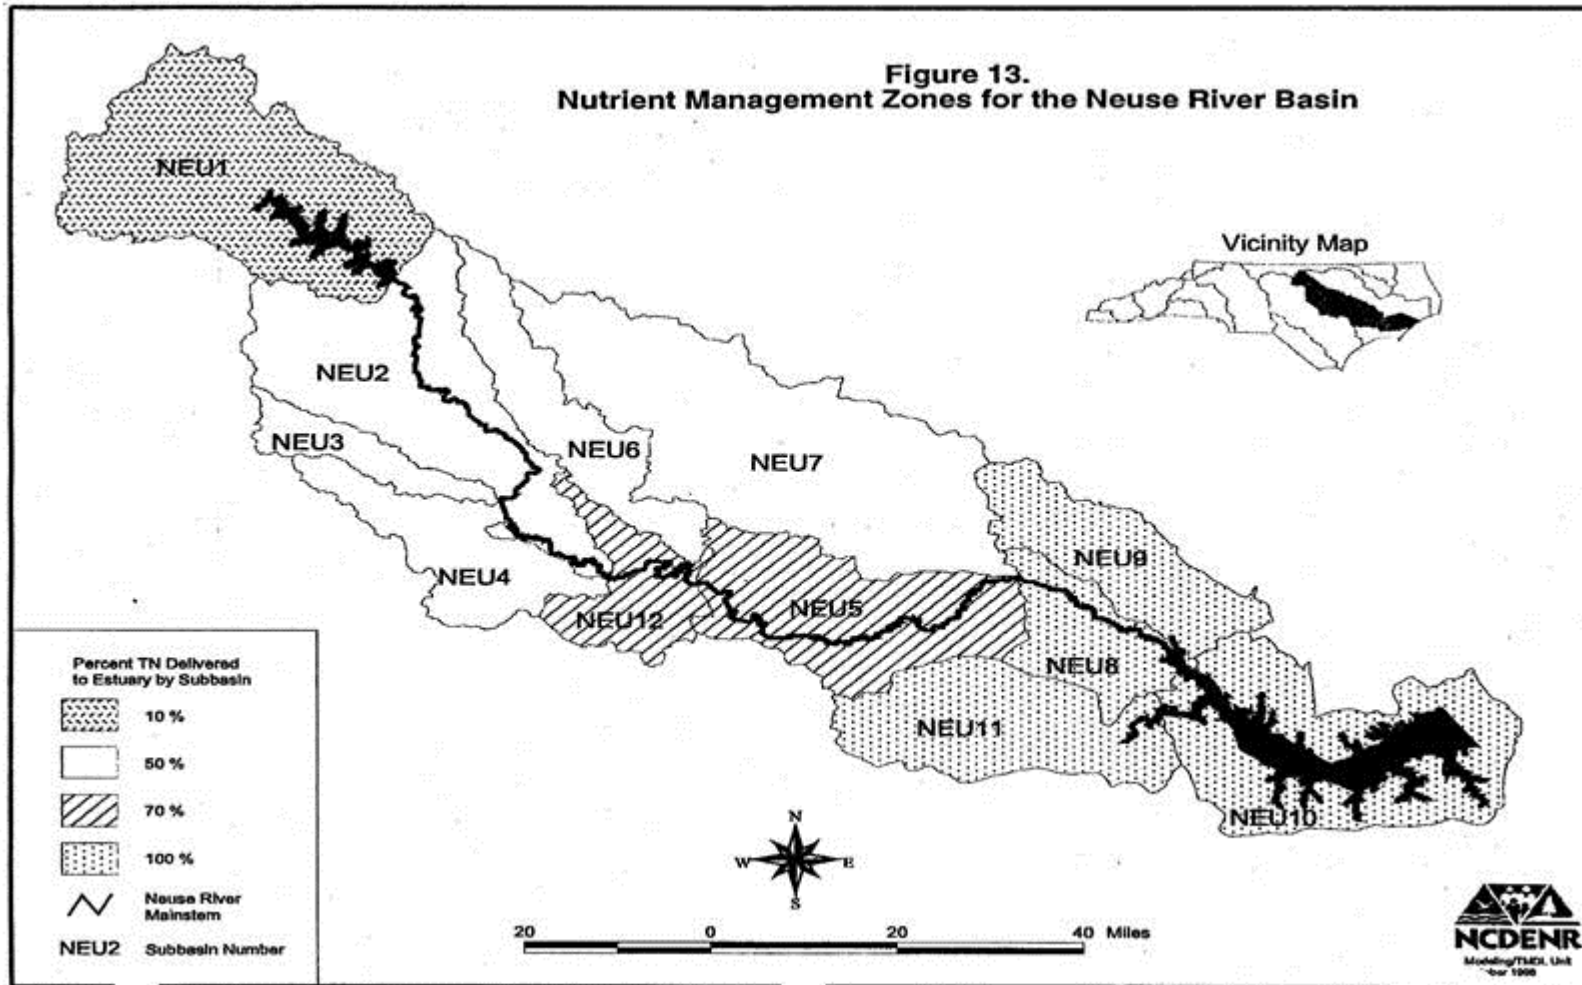 Figure 13.
Nutrient Management Zones for the Neuse River Basin
NEU1
Vicinity Map
NEU2
NEU3
NEU6
NEU7
NEU9
NEU4
NEU12
NEU5
NEU8
NEU11
NEU10
Percent TN Delivered
to Estuary by Subbasin
10 %
50 %
70 %
100 %
Neuse River
Mainstem
NEU2 Subbasin Number
N
W E
S
20 0 20 40 Miles
NCDENR
Modeling/TMDL Unit
1998